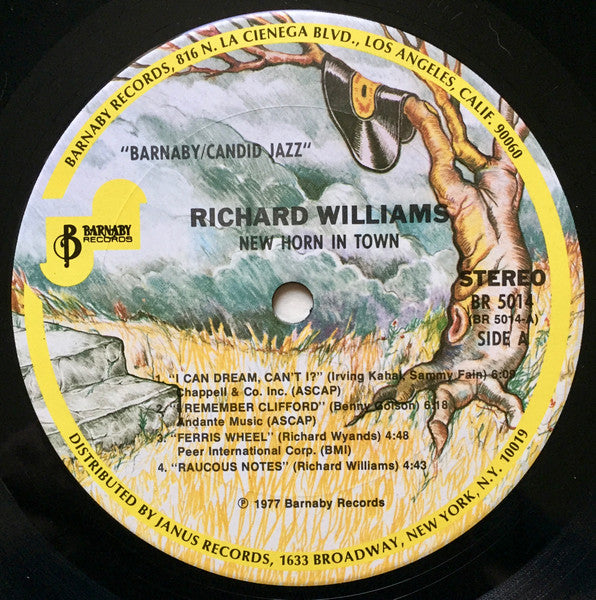 BARNABY RECORDS, 816 N. LA CIENEGA BLVD., LOS ANGELES, CALIF. 90060
"BARNABY/CANDID JAZZ"
RICHARD WILLIAMS
NEW HORN IN TOWN
B BARNABY
RECORDS
STEREO
BR 5014
(BR 5014-A)
SIDE A
1. "I CAN DREAM, CAN'T I?" (Irving Kahal, Sammy Fain) 6:09
Chappell & Co. Inc. (ASCAP)
2. "I REMEMBER CLIFFORD" (Benny Golson) 6:18
Andante Music (ASCAP)
3. "FERRIS WHEEL" (Richard Wyands) 4:48
Peer International Corp. (BMI)
4. "RAUCOUS NOTES" (Richard Williams) 4:43
℗ 1977 Barnaby Records
DISTRIBUTED BY JANUS RECORDS, 1633 BROADWAY, NEW YORK, N.Y. 10019